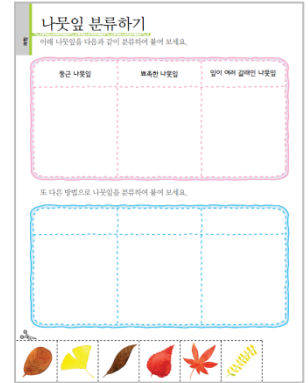 나뭇잎 분류하기
아래 나뭇잎을 다음과 같이 분류하여 붙여 보세요.
둥근 나뭇잎
뾰족한 나뭇잎
잎이 여러 갈래인 나뭇잎
또 다른 방법으로 나뭇잎을 분류하여 붙여 보세요.